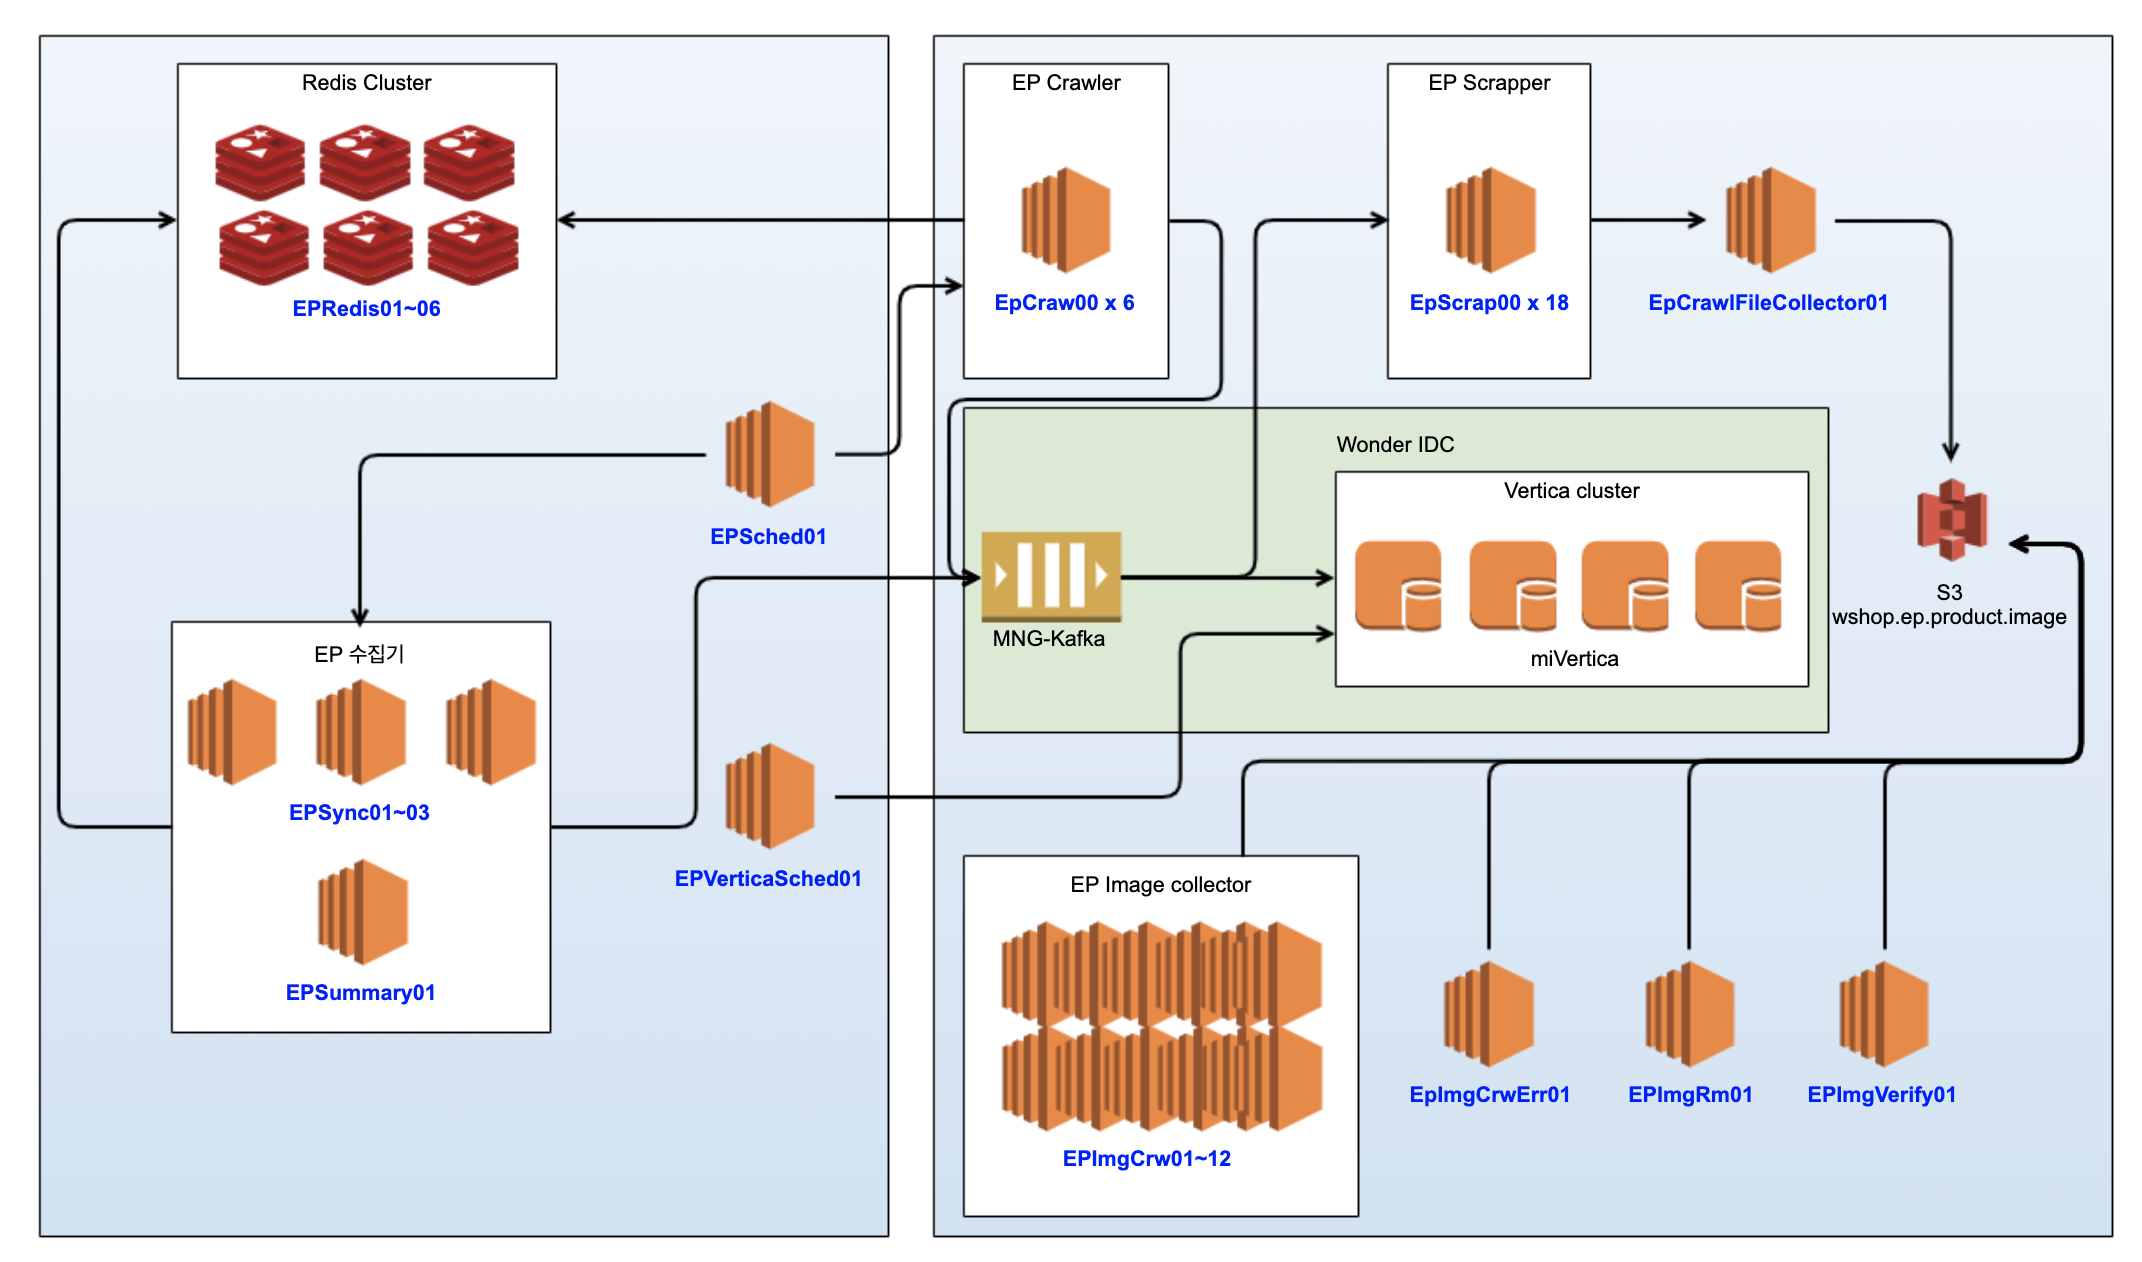 Redis Cluster
EPRedis01~06
EP Crawler
EpCraw00 x 6
EP Scrapper
EpScrap00 x 18
EpCrawlFileCollector01
EPSched01
Wonder IDC
Vertica cluster
miVertica
MNG-Kafka
S3
wshop.ep.product.image
EP 수집기
EPSync01~03
EPSummary01
EPVerticaSched01
EP Image collector
EPImgCrw01~12
EpImgCrwErr01
EPImgRm01
EPImgVerify01